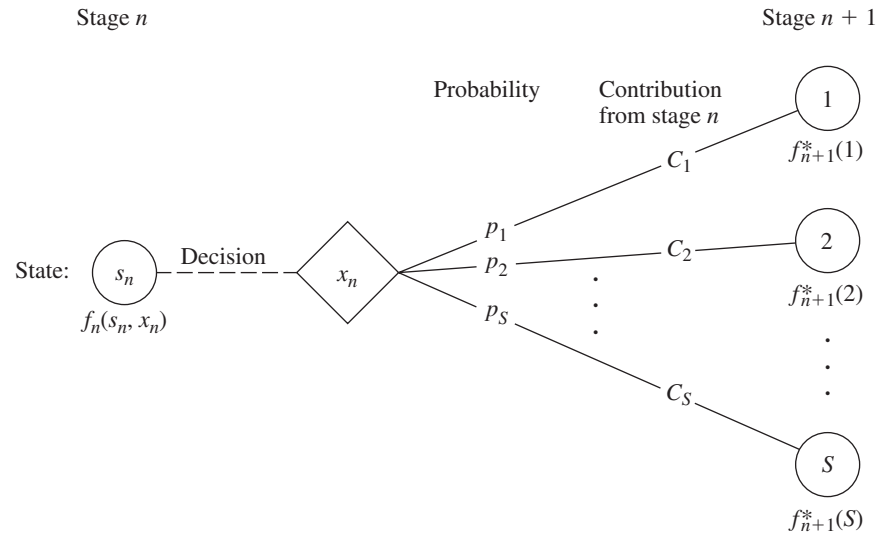 Stage n
Stage n + 1
Probability
Contribution
from stage n
1
f*n+1(1)
C1
p1
Decision
State:
sn
xn
p2
C2
2
fn(sn, xn)
f*n+1(2)
pS
CS
S
f*n+1(S)